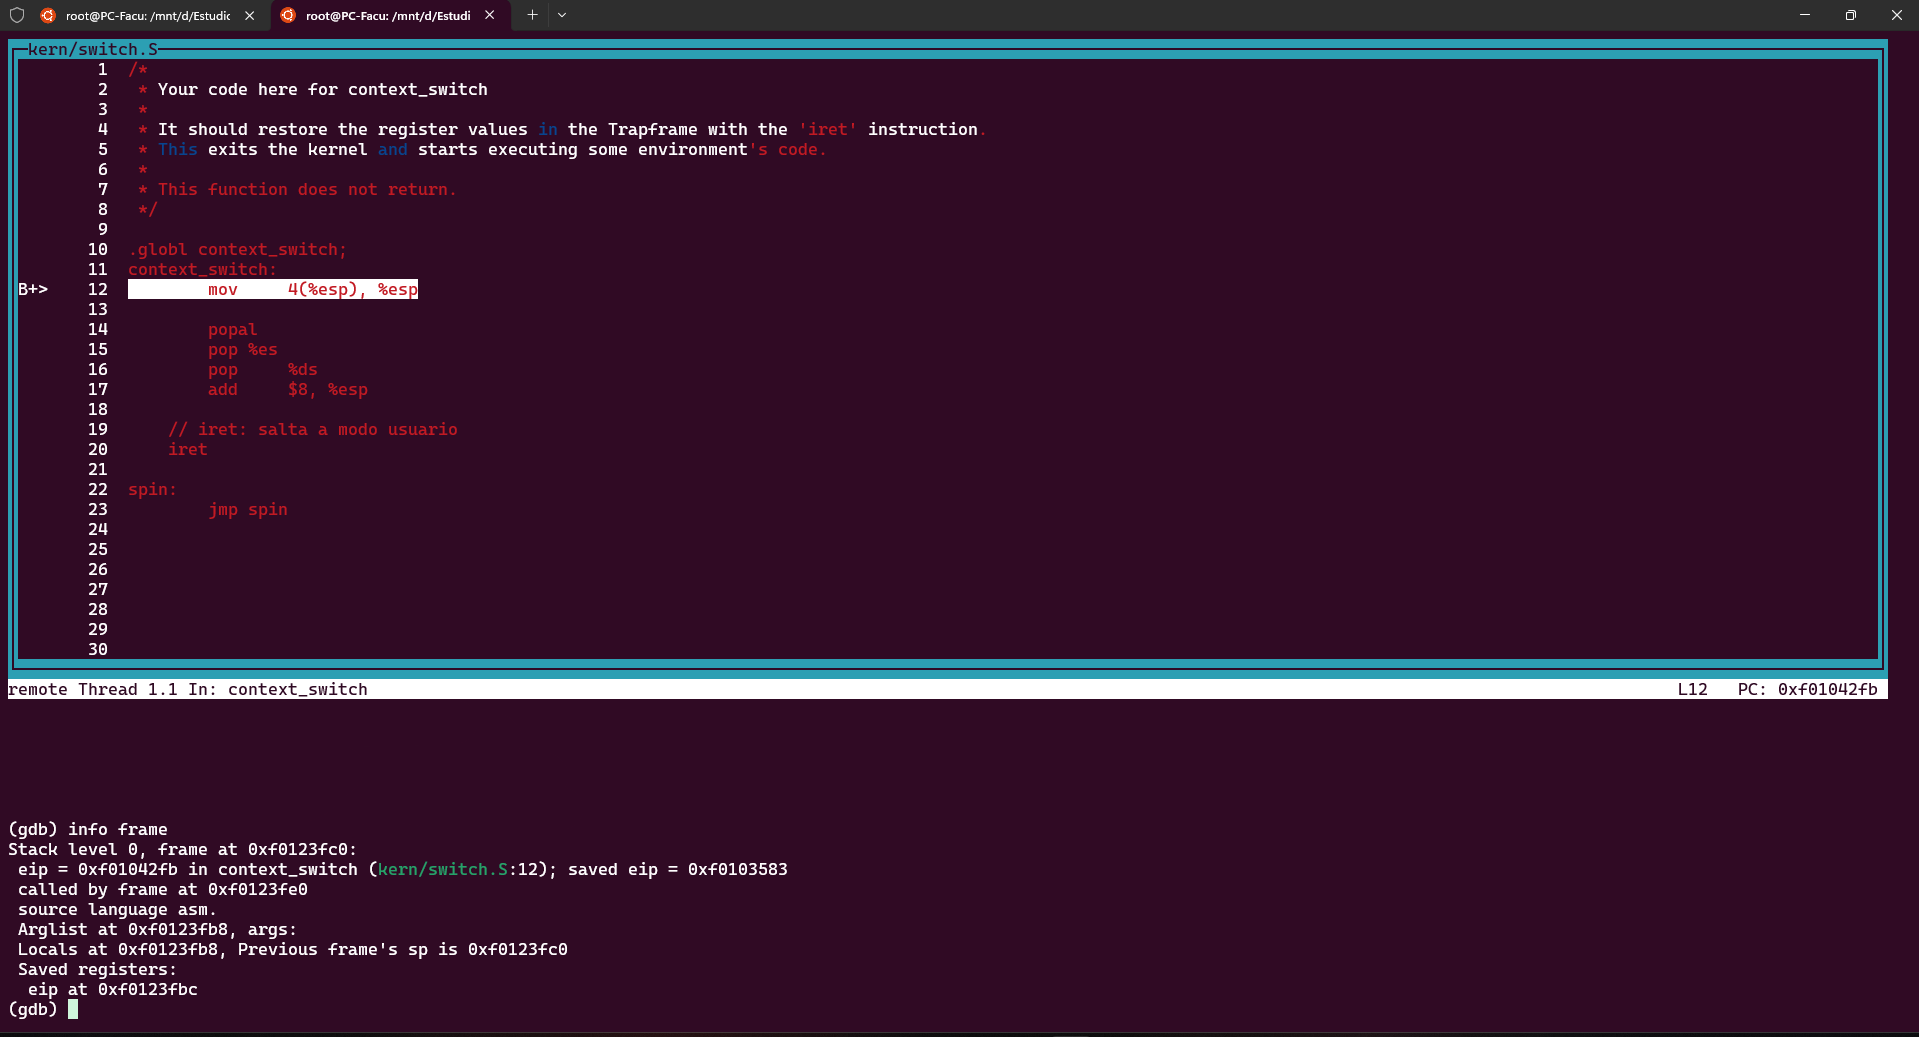 root@PC-Facu: /mnt/d/Estudic
root@PC-Facu: /mnt/d/Estudi
kern/switch.S
1 /*
2 * Your code here for context_switch
3 *
4 * It should restore the register values in the Trapframe with the 'iret' instruction.
5 * This exits the kernel and starts executing some environment's code.
6 *
7 * This function does not return.
8 */
9
10 .globl context_switch;
11 context_switch:
B+> 12 mov 4(%esp), %esp
13
14 popal
15 pop %es
16 pop %ds
17 add $8, %esp
18
19 // iret: salta a modo usuario
20 iret
21
22 spin:
23 jmp spin
24
25
26
27
28
29
30
remote Thread 1.1 In: context_switch L12 PC: 0xf01042fb
(gdb) info frame
Stack level 0, frame at 0xf0123fc0:
eip = 0xf01042fb in context_switch (kern/switch.S:12); saved eip = 0xf0103583
called by frame at 0xf0123fe0
source language asm.
Arglist at 0xf0123fb8, args:
Locals at 0xf0123fb8, Previous frame's sp is 0xf0123fc0
Saved registers:
eip at 0xf0123fbc
(gdb)